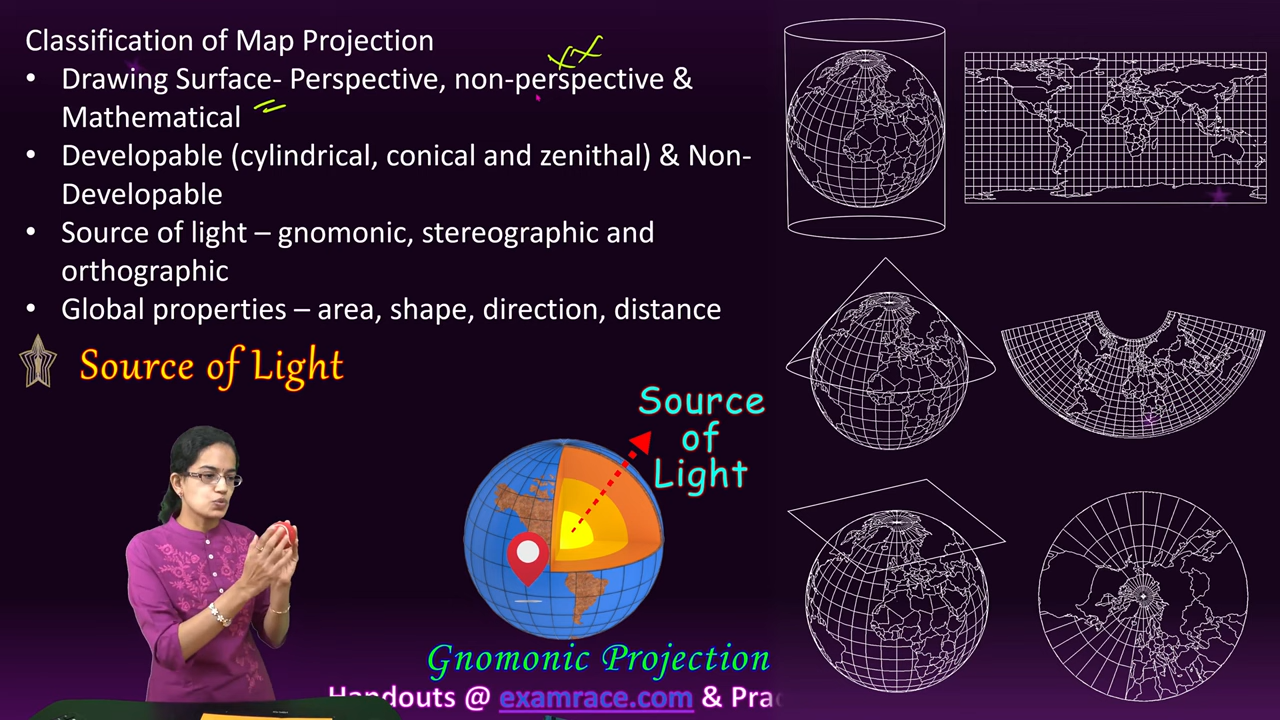 Classification of Map Projection
• Drawing Surface- Perspective, non-perspective &
Mathematical
• Developable (cylindrical, conical and zenithal) & Non-
Developable
• Source of light – gnomonic, stereographic and
orthographic
• Global properties – area, shape, direction, distance
Source of Light
Source
of
Light
Gnomonic Projection
Handouts @ examrace.com & Prac